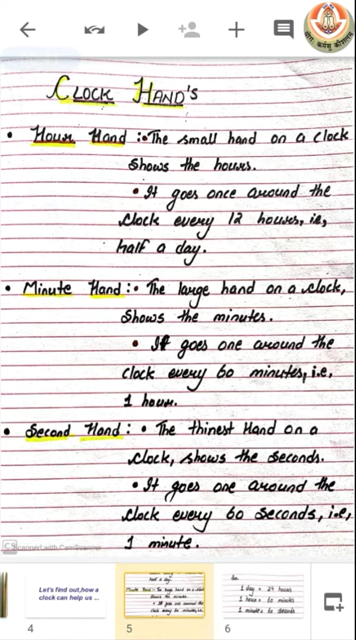 CLOCK HAND's
• Hour Hand :• The small hand on a clock
shows the hours.
• It goes once around the
clock every 12 hours, i.e,
half a day.
• Minute Hand :• The large hand on a clock,
shows the minutes.
• It goes one around the
clock every 60 minutes, i.e,
1 hour.
• Second Hand : • The thinest Hand on a
clock, shows the seconds.
• It goes one around the
clock every 60 seconds, i.e,
1 minute.
CS Scanned with CamScanner
Let's find out, how a
clock can help us ...
half a day.
1 day = 24 hours
1 hour = 60 minutes
1 minute = 60 seconds
4
5
6